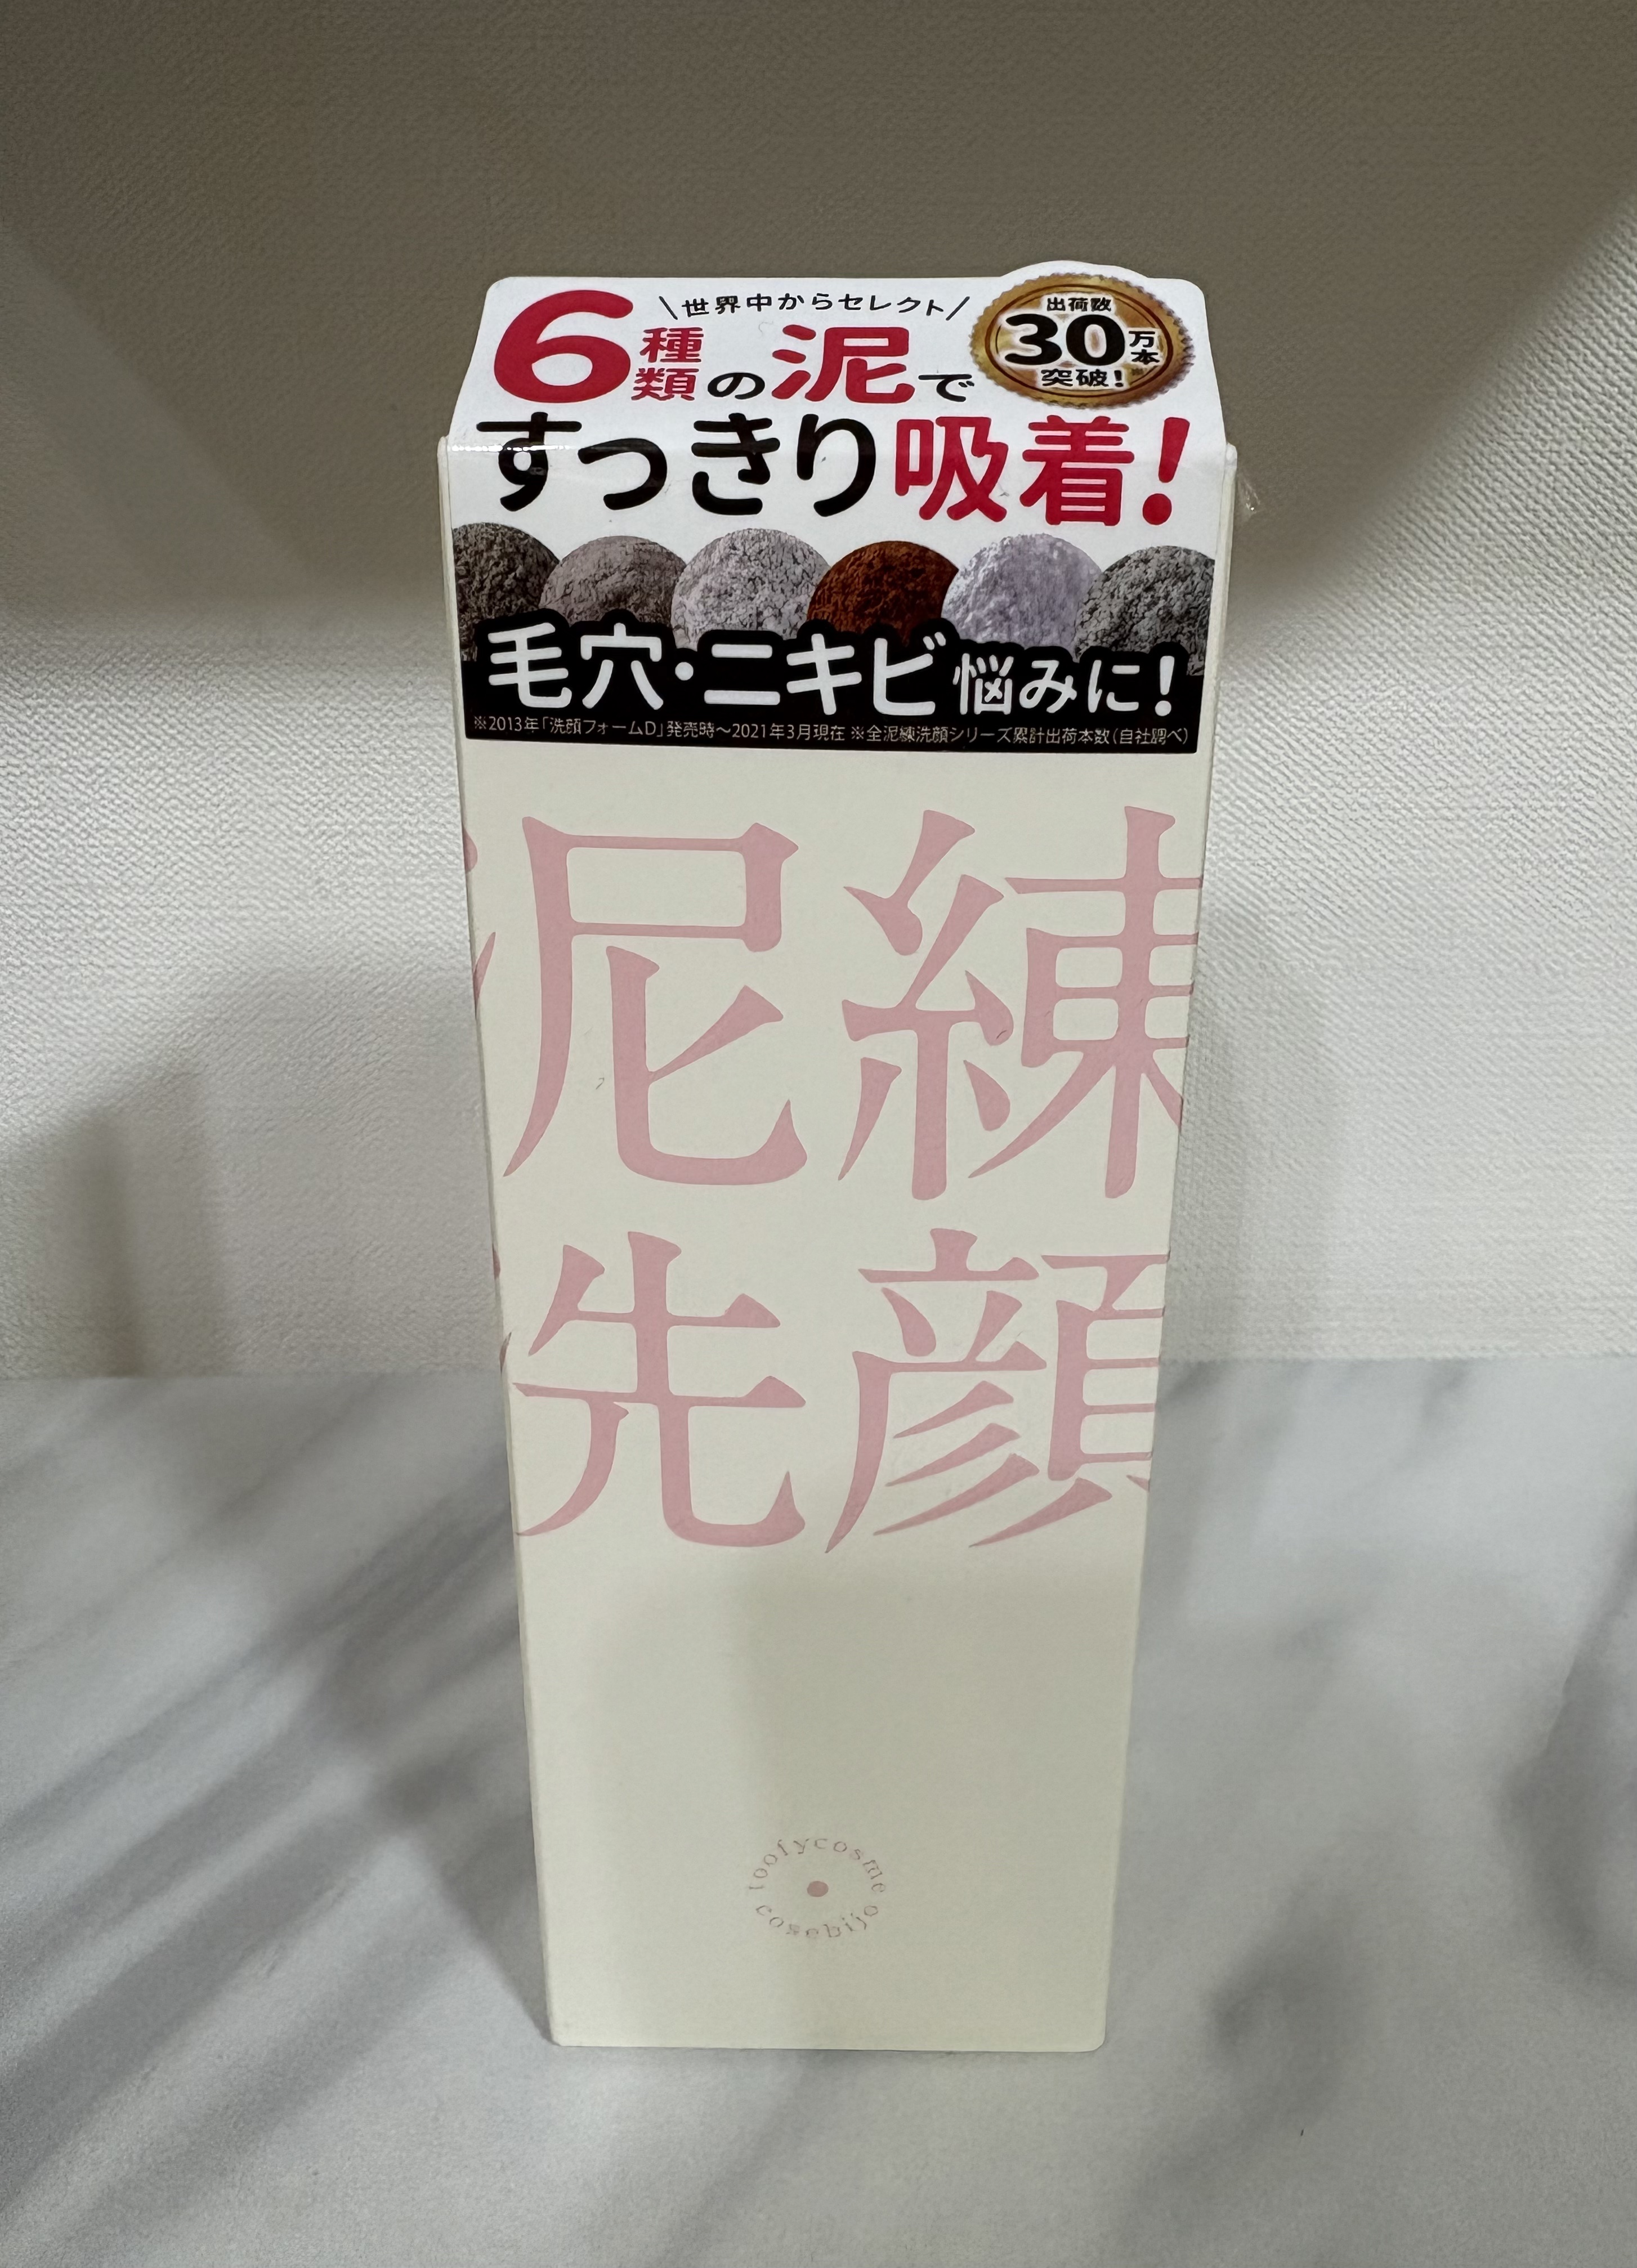 世界中からセレクト
6種類の泥で
すっきり吸着!
出荷数
30万本※
突破!
毛穴・ニキビ悩みに!
※2013年「洗顔フォームD」発売時〜2021年3月現在 ※全泥練洗顔シリーズ累計出荷本数(自社調べ)
泥練
洗顔
toofycosme
cosebijo